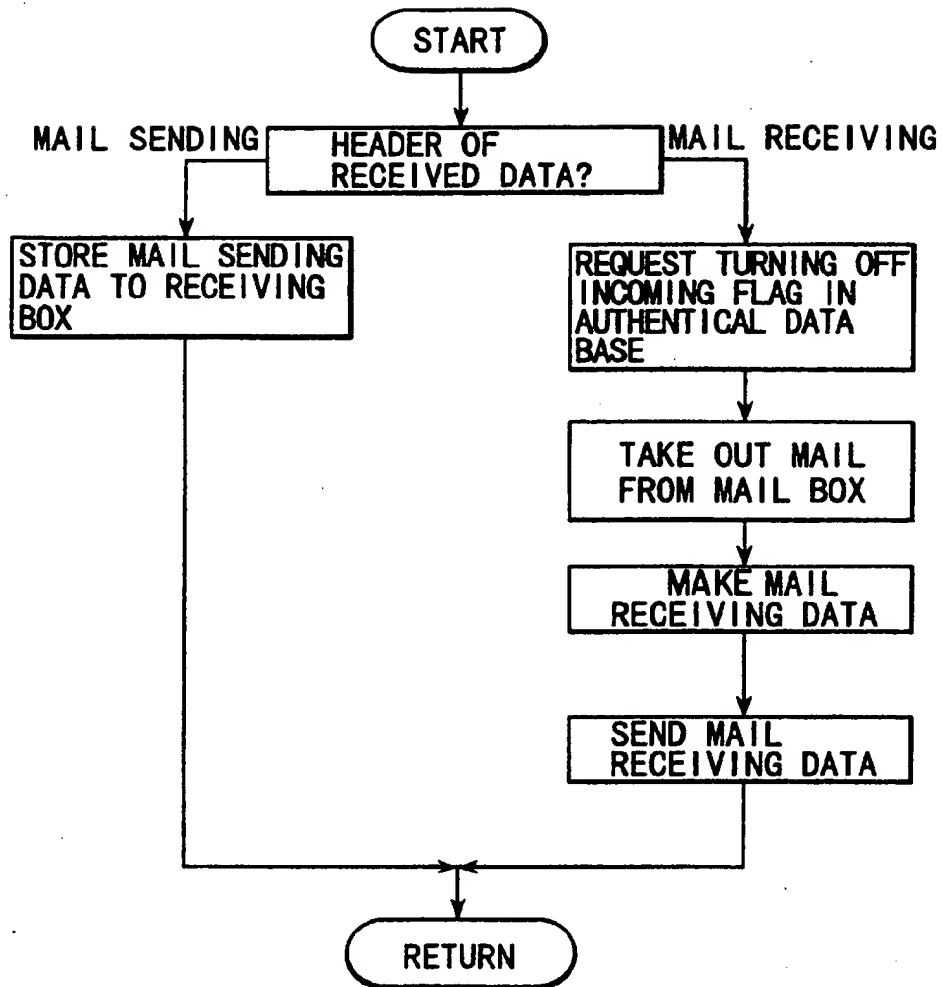 START
MAIL SENDING
HEADER OF
RECEIVED DATA?
MAIL RECEIVING
STORE MAIL SENDING
DATA TO RECEIVING
BOX
REQUEST TURNING OFF
INCOMING FLAG IN
AUTHENTICAL DATA
BASE
TAKE OUT MAIL
FROM MAIL BOX
MAKE MAIL
RECEIVING DATA
SEND MAIL
RECEIVING DATA
RETURN